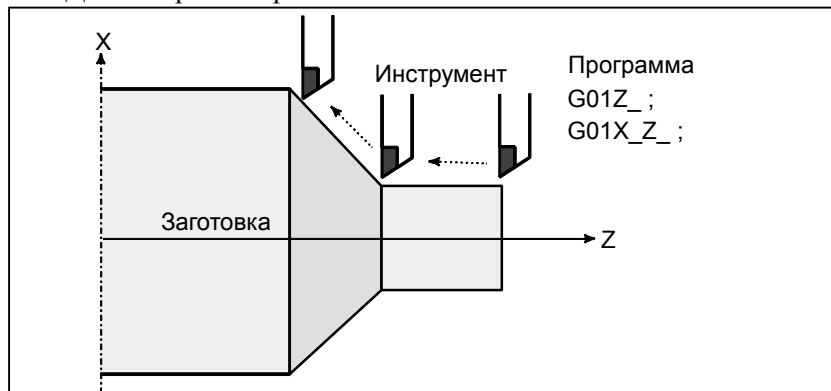 X
Инструмент
Программа
G01Z_ ;
G01X_Z_ ;
Заготовка
Z